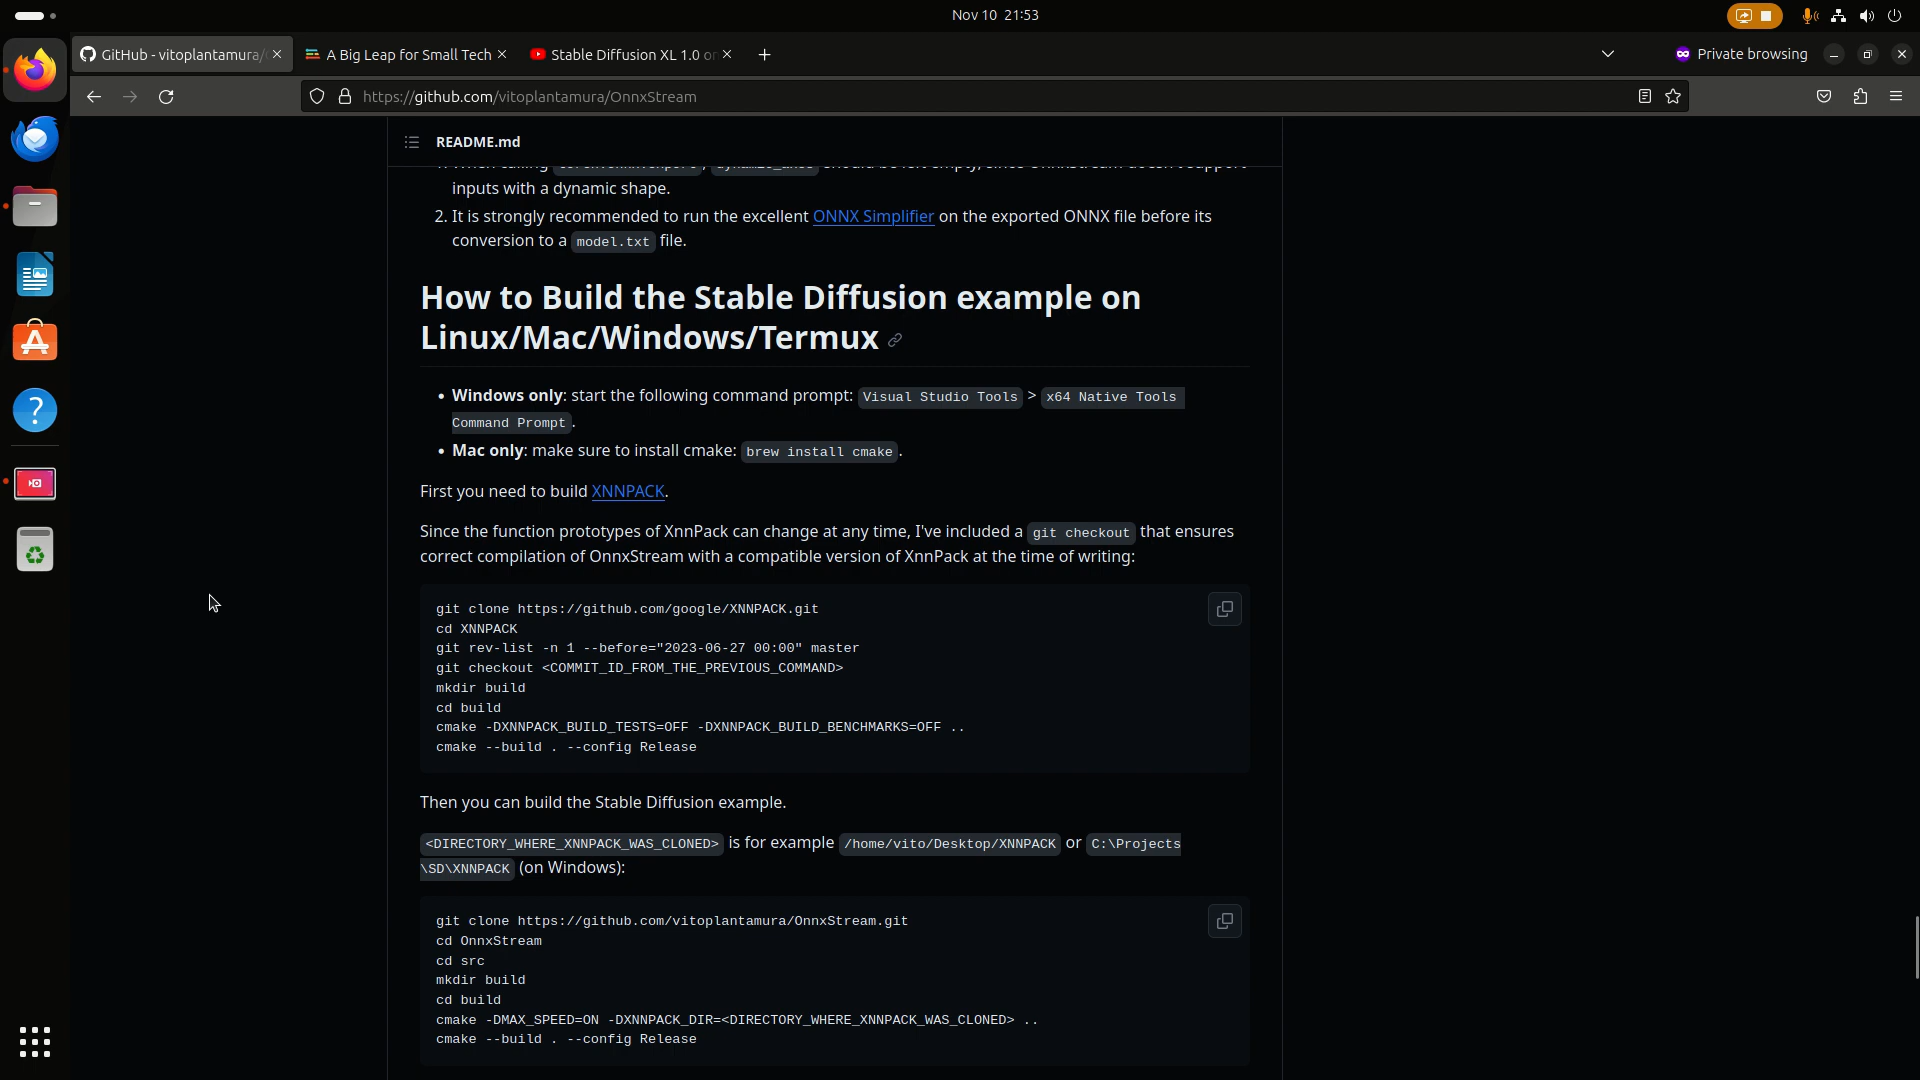 Nov 10 21:53
GitHub - vitoplantamura/
A Big Leap for Small Tech
Stable Diffusion XL 1.0 on
Private browsing
https://github.com/vitoplantamura/OnnxStream
README.md
inputs with a dynamic shape.
2. It is strongly recommended to run the excellent ONNX Simplifier on the exported ONNX file before its
conversion to a model.txt file.
How to Build the Stable Diffusion example on
Linux/Mac/Windows/Termux
• Windows only: start the following command prompt: Visual Studio Tools > x64 Native Tools
Command Prompt.
• Mac only: make sure to install cmake: brew install cmake.
First you need to build XNNPACK.
Since the function prototypes of XnnPack can change at any time, I've included a git checkout that ensures
correct compilation of OnnxStream with a compatible version of XnnPack at the time of writing:
git clone https://github.com/google/XNNPACK.git
cd XNNPACK
git rev-list -n 1 --before="2023-06-27 00:00" master
git checkout <COMMIT_ID_FROM_THE_PREVIOUS_COMMAND>
mkdir build
cd build
cmake -DXNNPACK_BUILD_TESTS=OFF -DXNNPACK_BUILD_BENCHMARKS=OFF ..
cmake --build . --config Release
Then you can build the Stable Diffusion example.
<DIRECTORY_WHERE_XNNPACK_WAS_CLONED> is for example /home/vito/Desktop/XNNPACK or C:\Projects
\SD\XNNPACK (on Windows):
git clone https://github.com/vitoplantamura/OnnxStream.git
cd OnnxStream
cd src
mkdir build
cd build
cmake -DMAX_SPEED=ON -DXNNPACK_DIR=<DIRECTORY_WHERE_XNNPACK_WAS_CLONED> ..
cmake --build . --config Release